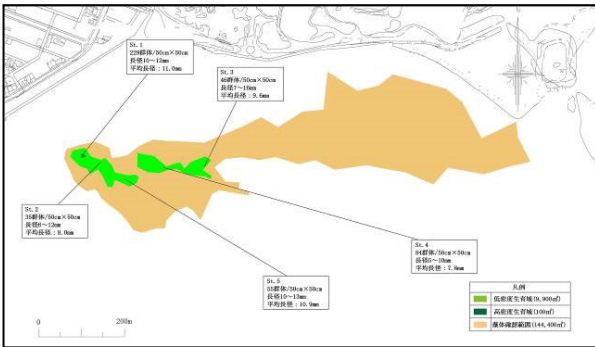 St.1
229群体/50cm×50cm
長径10～12mm
平均長径：11.0mm
St.3
46群体/50cm×50cm
長径7～16mm
平均長径：9.6mm
St.2
35群体/50cm×50cm
長径6～12mm
平均長径：8.0mm
St.4
84群体/50cm×50cm
長径5～10mm
平均長径：7.6mm
St.5
55群体/50cm×50cm
長径10～13mm
平均長径：10.9mm
凡例
低密度生育域(9,900㎡)
高密度生育域(100㎡)
藻体確認範囲(144,400㎡)
0
200m